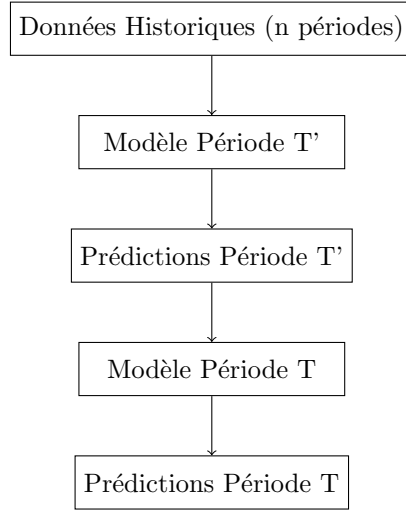 Données Historiques (n périodes)
Modèle Période T'
Prédictions Période T'
Modèle Période T
Prédictions Période T